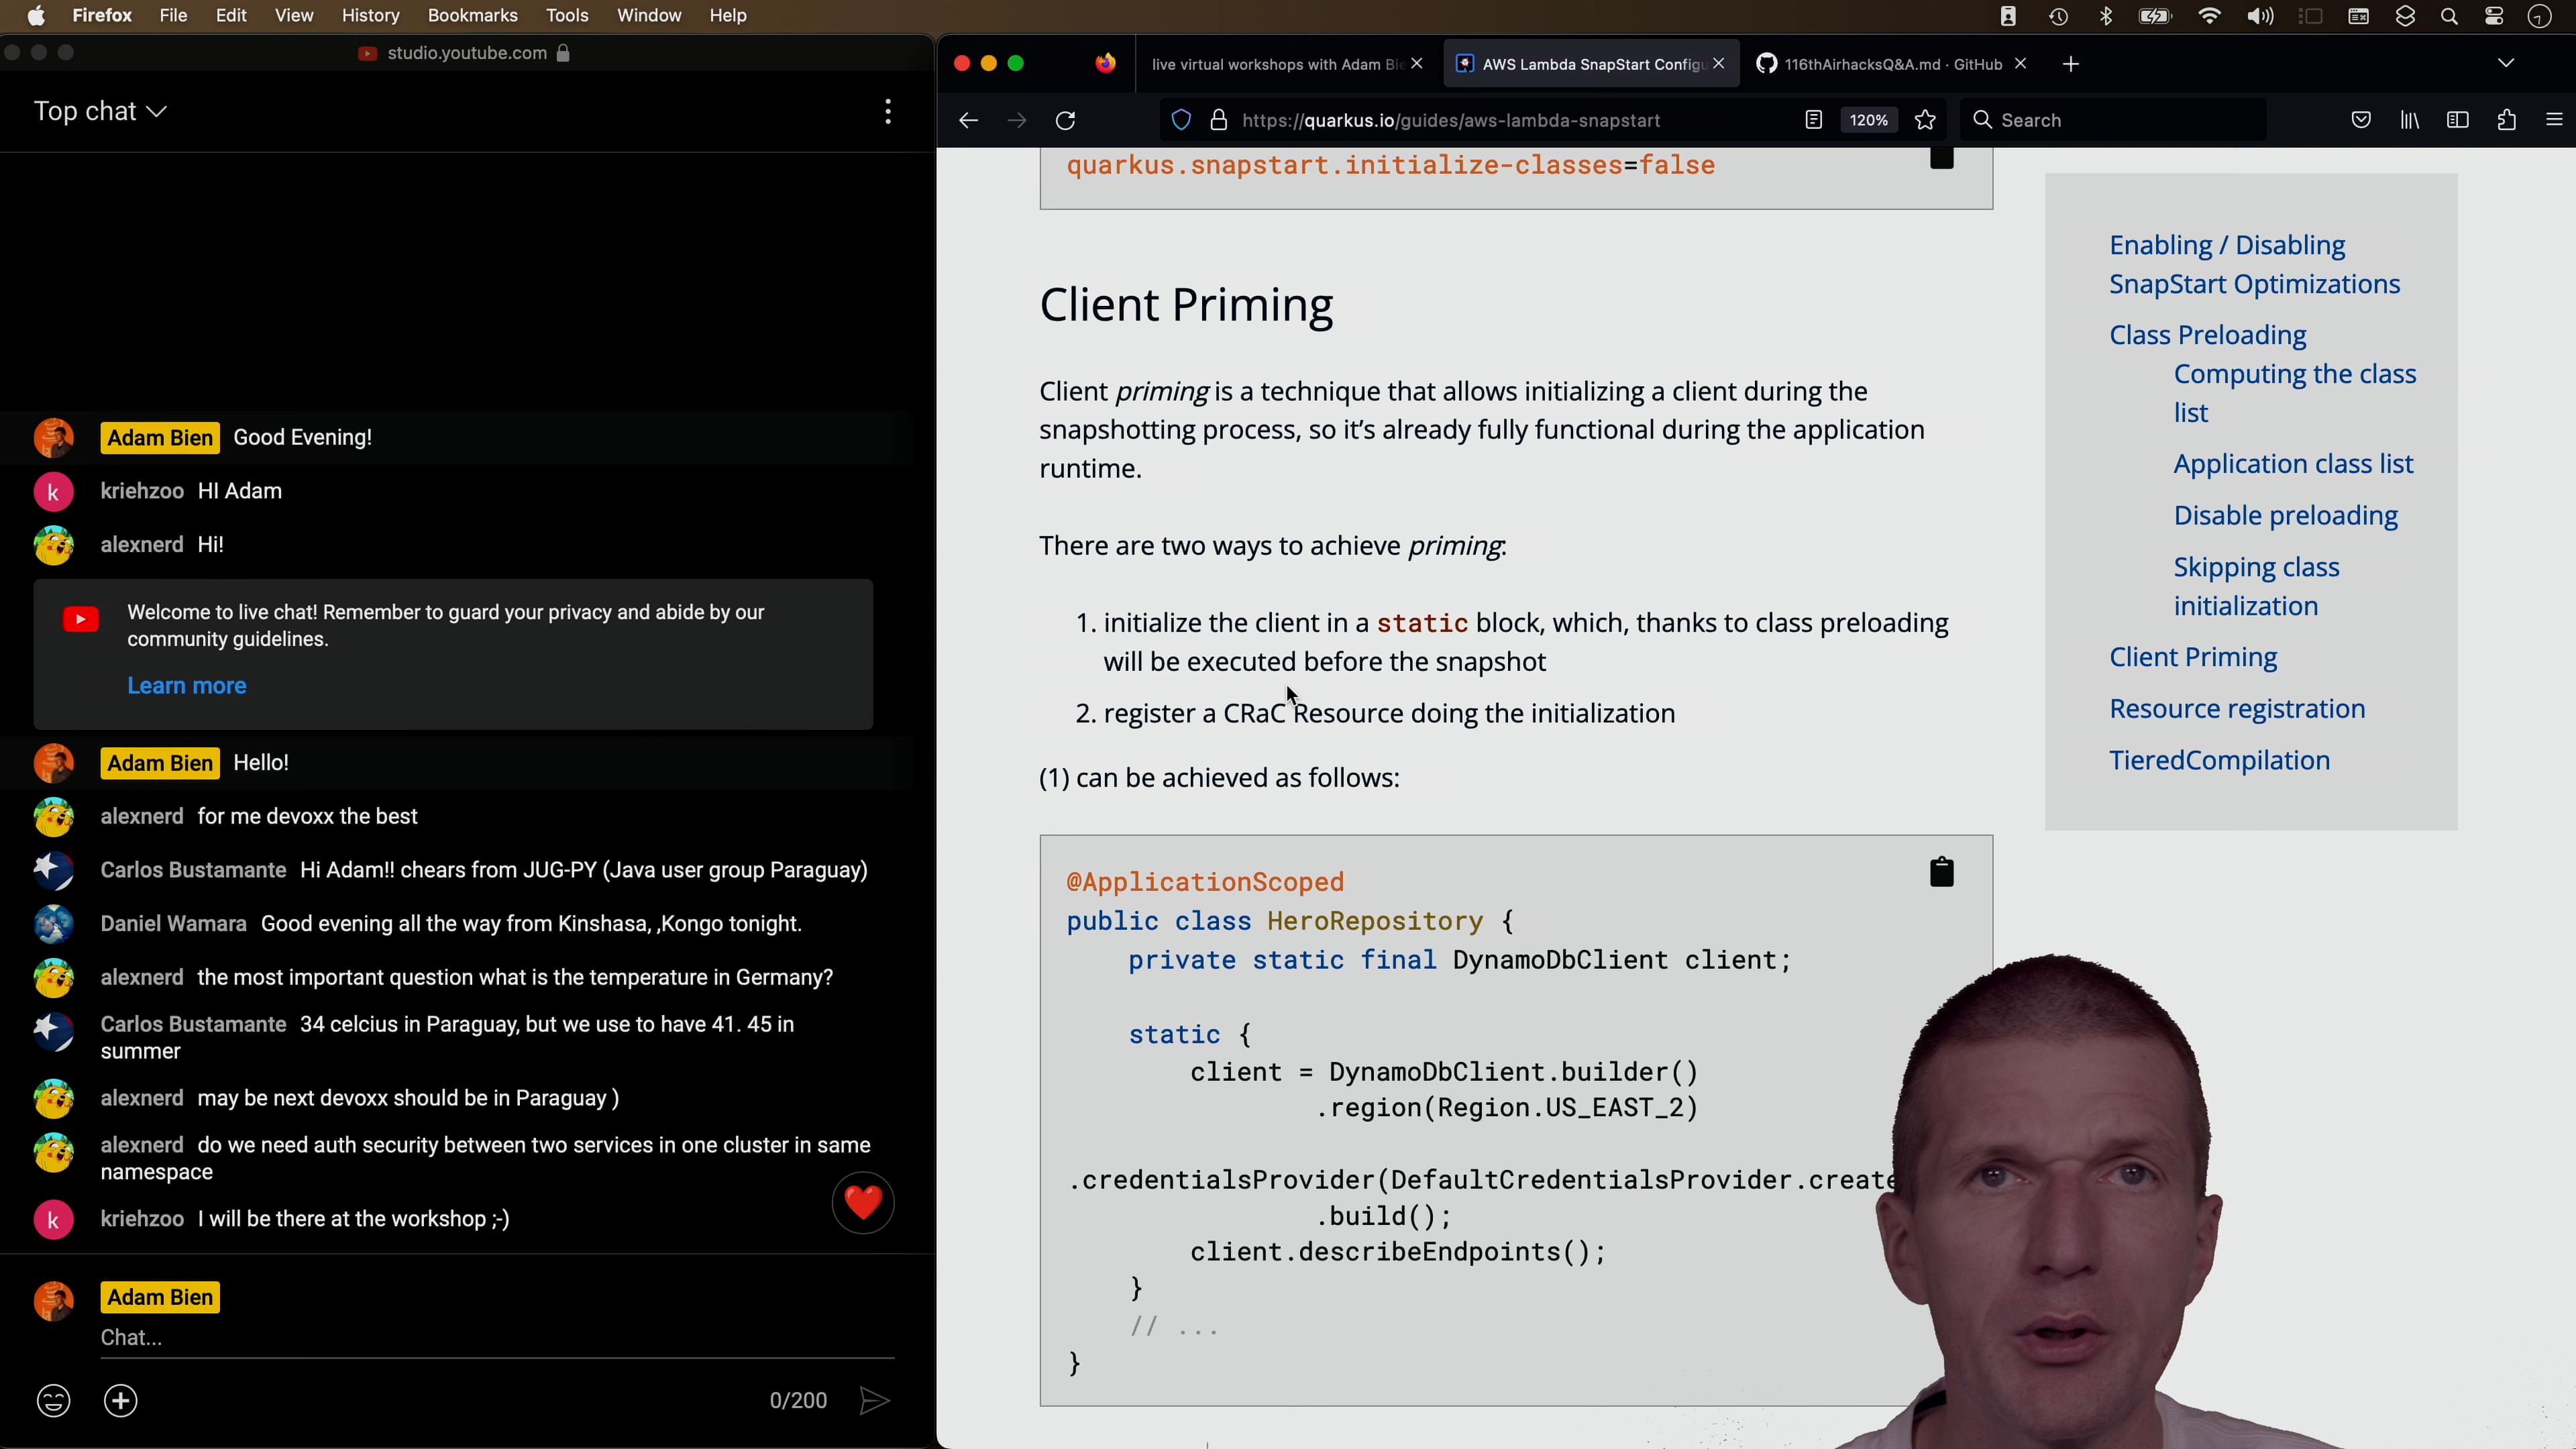 Firefox File Edit View History Bookmarks Tools Window Help
studio.youtube.com
Top chat
Adam Bien Good Evening!
k kriehzoo HI Adam
alexnerd Hi!
Welcome to live chat! Remember to guard your privacy and abide by our
community guidelines.
Learn more
Adam Bien Hello!
alexnerd for me devoxx the best
Carlos Bustamante Hi Adam!! chears from JUG-PY (Java user group Paraguay)
Daniel Wamara Good evening all the way from Kinshasa, ,Kongo tonight.
alexnerd the most important question what is the temperature in Germany?
Carlos Bustamante 34 celcius in Paraguay, but we use to have 41. 45 in
summer
alexnerd may be next devoxx should be in Paraguay )
alexnerd do we need auth security between two services in one cluster in same
namespace
k kriehzoo I will be there at the workshop ;-)
Adam Bien
Chat...
0/200
live virtual workshops with Adam Bie
AWS Lambda SnapStart Configu
116thAirhacksQ&A.md · GitHub
https://quarkus.io/guides/aws-lambda-snapstart
120%
Search
quarkus.snapstart.initialize-classes=false
Client Priming
Client priming is a technique that allows initializing a client during the
snapshotting process, so it's already fully functional during the application
runtime.
There are two ways to achieve priming:
1. initialize the client in a static block, which, thanks to class preloading
will be executed before the snapshot
2. register a CRaC Resource doing the initialization
(1) can be achieved as follows:
@ApplicationScoped
public class HeroRepository {
private static final DynamoDbClient client;
static {
client = DynamoDbClient.builder()
.region(Region.US_EAST_2)
.credentialsProvider(DefaultCredentialsProvider.create
.build();
client.describeEndpoints();
}
// ...
}
Enabling / Disabling
SnapStart Optimizations
Class Preloading
Computing the class
list
Application class list
Disable preloading
Skipping class
initialization
Client Priming
Resource registration
TieredCompilation